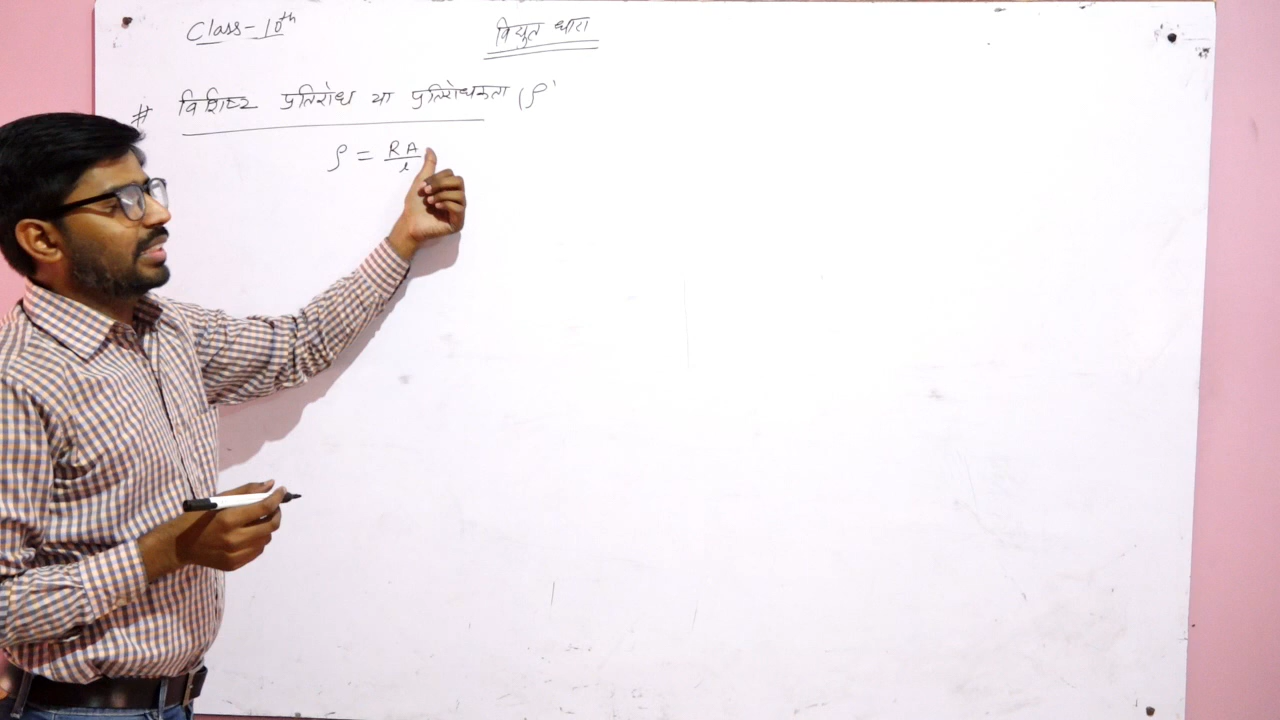 Class-10th
विद्युत धारा
# विशिष्ट प्रतिरोध या प्रतिरोधकता (ρ)
ρ = RA/l